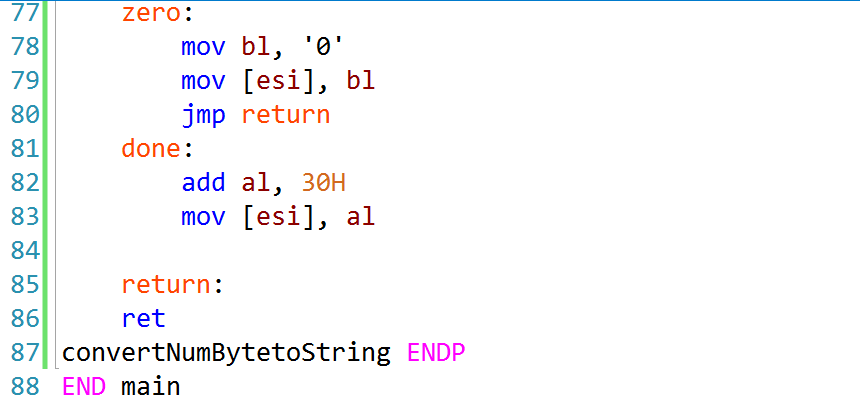 77 zero:
78 mov bl, '0'
79 mov [esi], bl
80 jmp return
81 done:
82 add al, 30H
83 mov [esi], al
84
85 return:
86 ret
87 convertNumBytetoString ENDP
88 END main